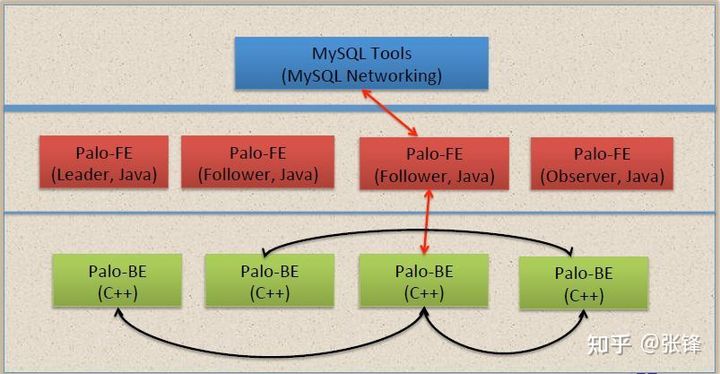 MySQL Tools
(MySQL Networking)
Palo-FE
(Leader, Java)
Palo-FE
(Follower, Java)
Palo-FE
(Follower, Java)
Palo-FE
(Observer, Java)
Palo-BE
(C++)
Palo-BE
(C++)
Palo-BE
(C++)
Palo-BE
(C++)
知乎 @张锋